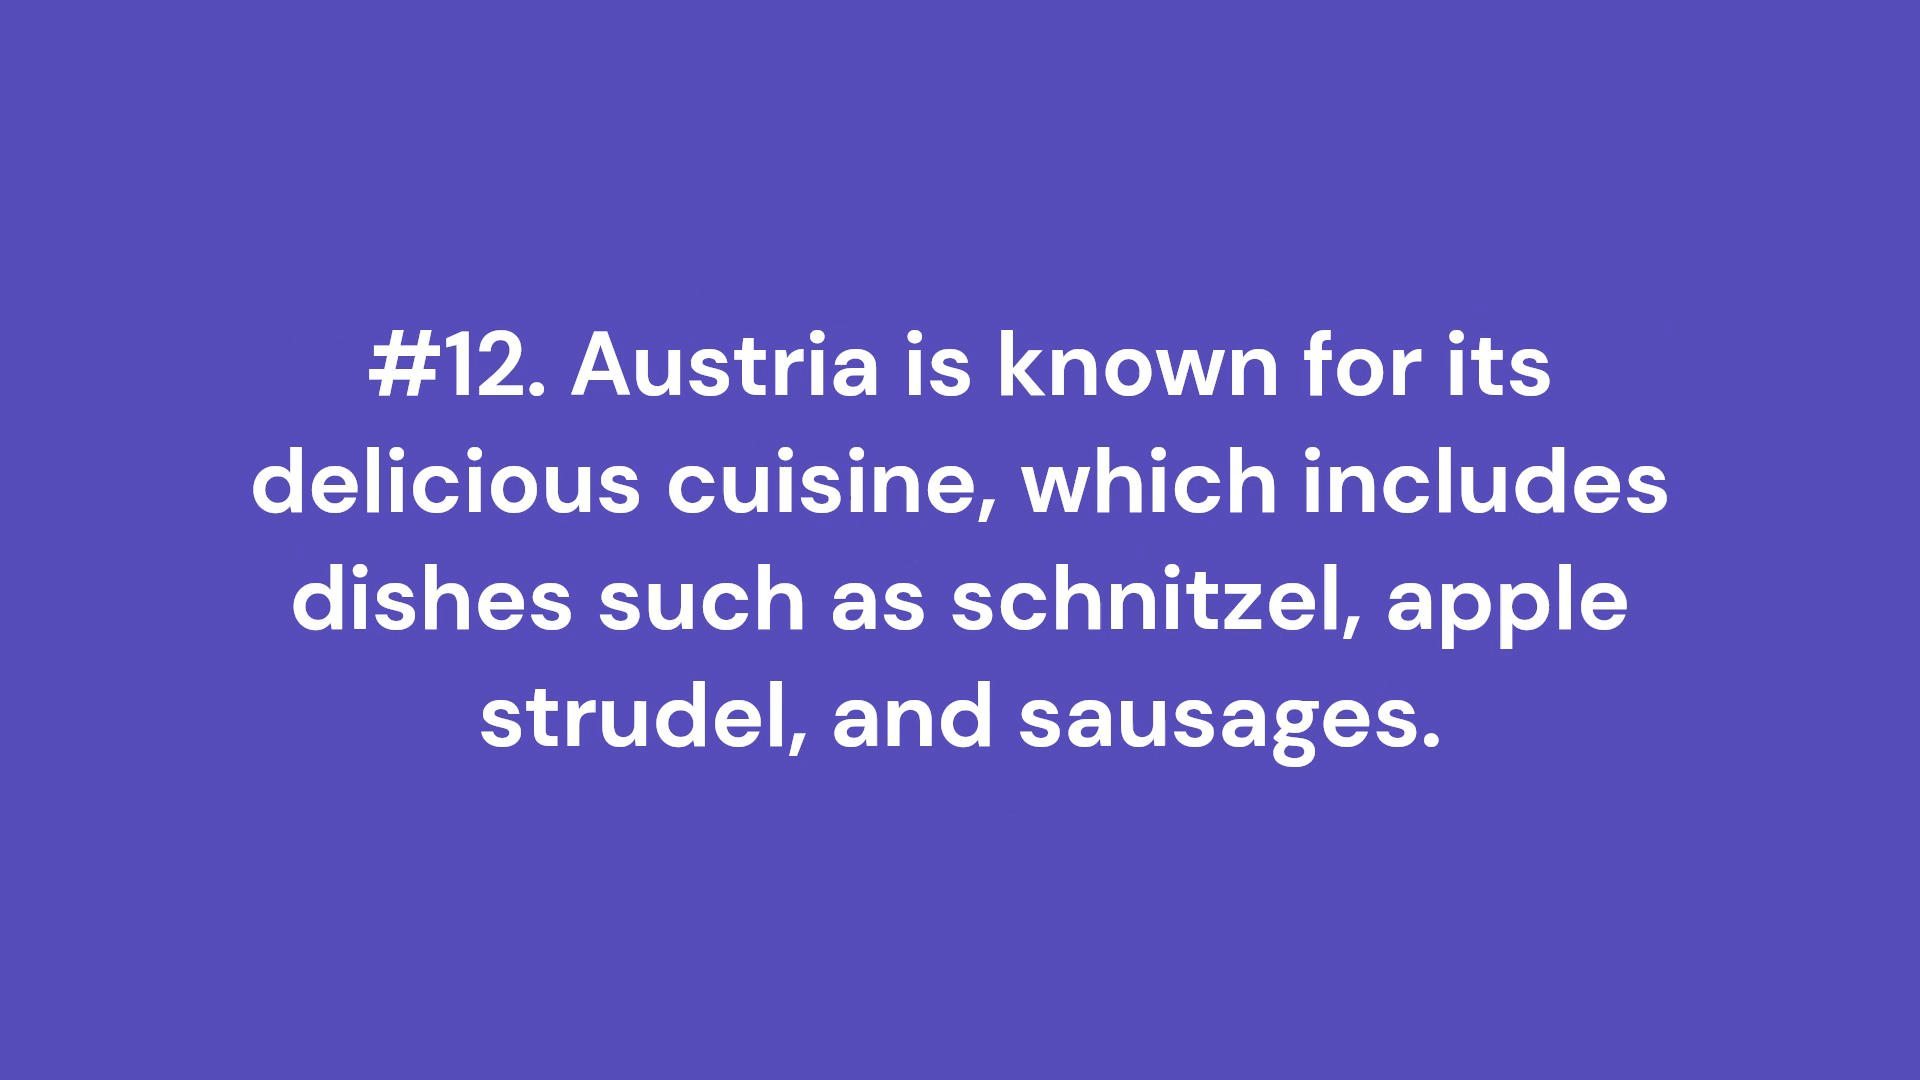 #12. Austria is known for its
delicious cuisine, which includes
dishes such as schnitzel, apple
strudel, and sausages.